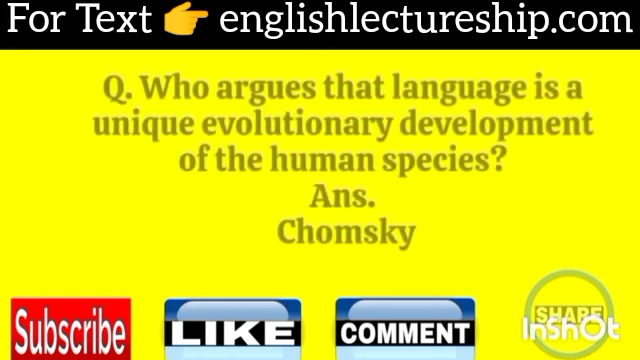 For Text 👉 englishlectureship.com
Q. Who argues that language is a
unique evolutionary development
of the human species?
Ans.
Chomsky
Subscribe
LIKE
COMMENT
SHARE
InShOt